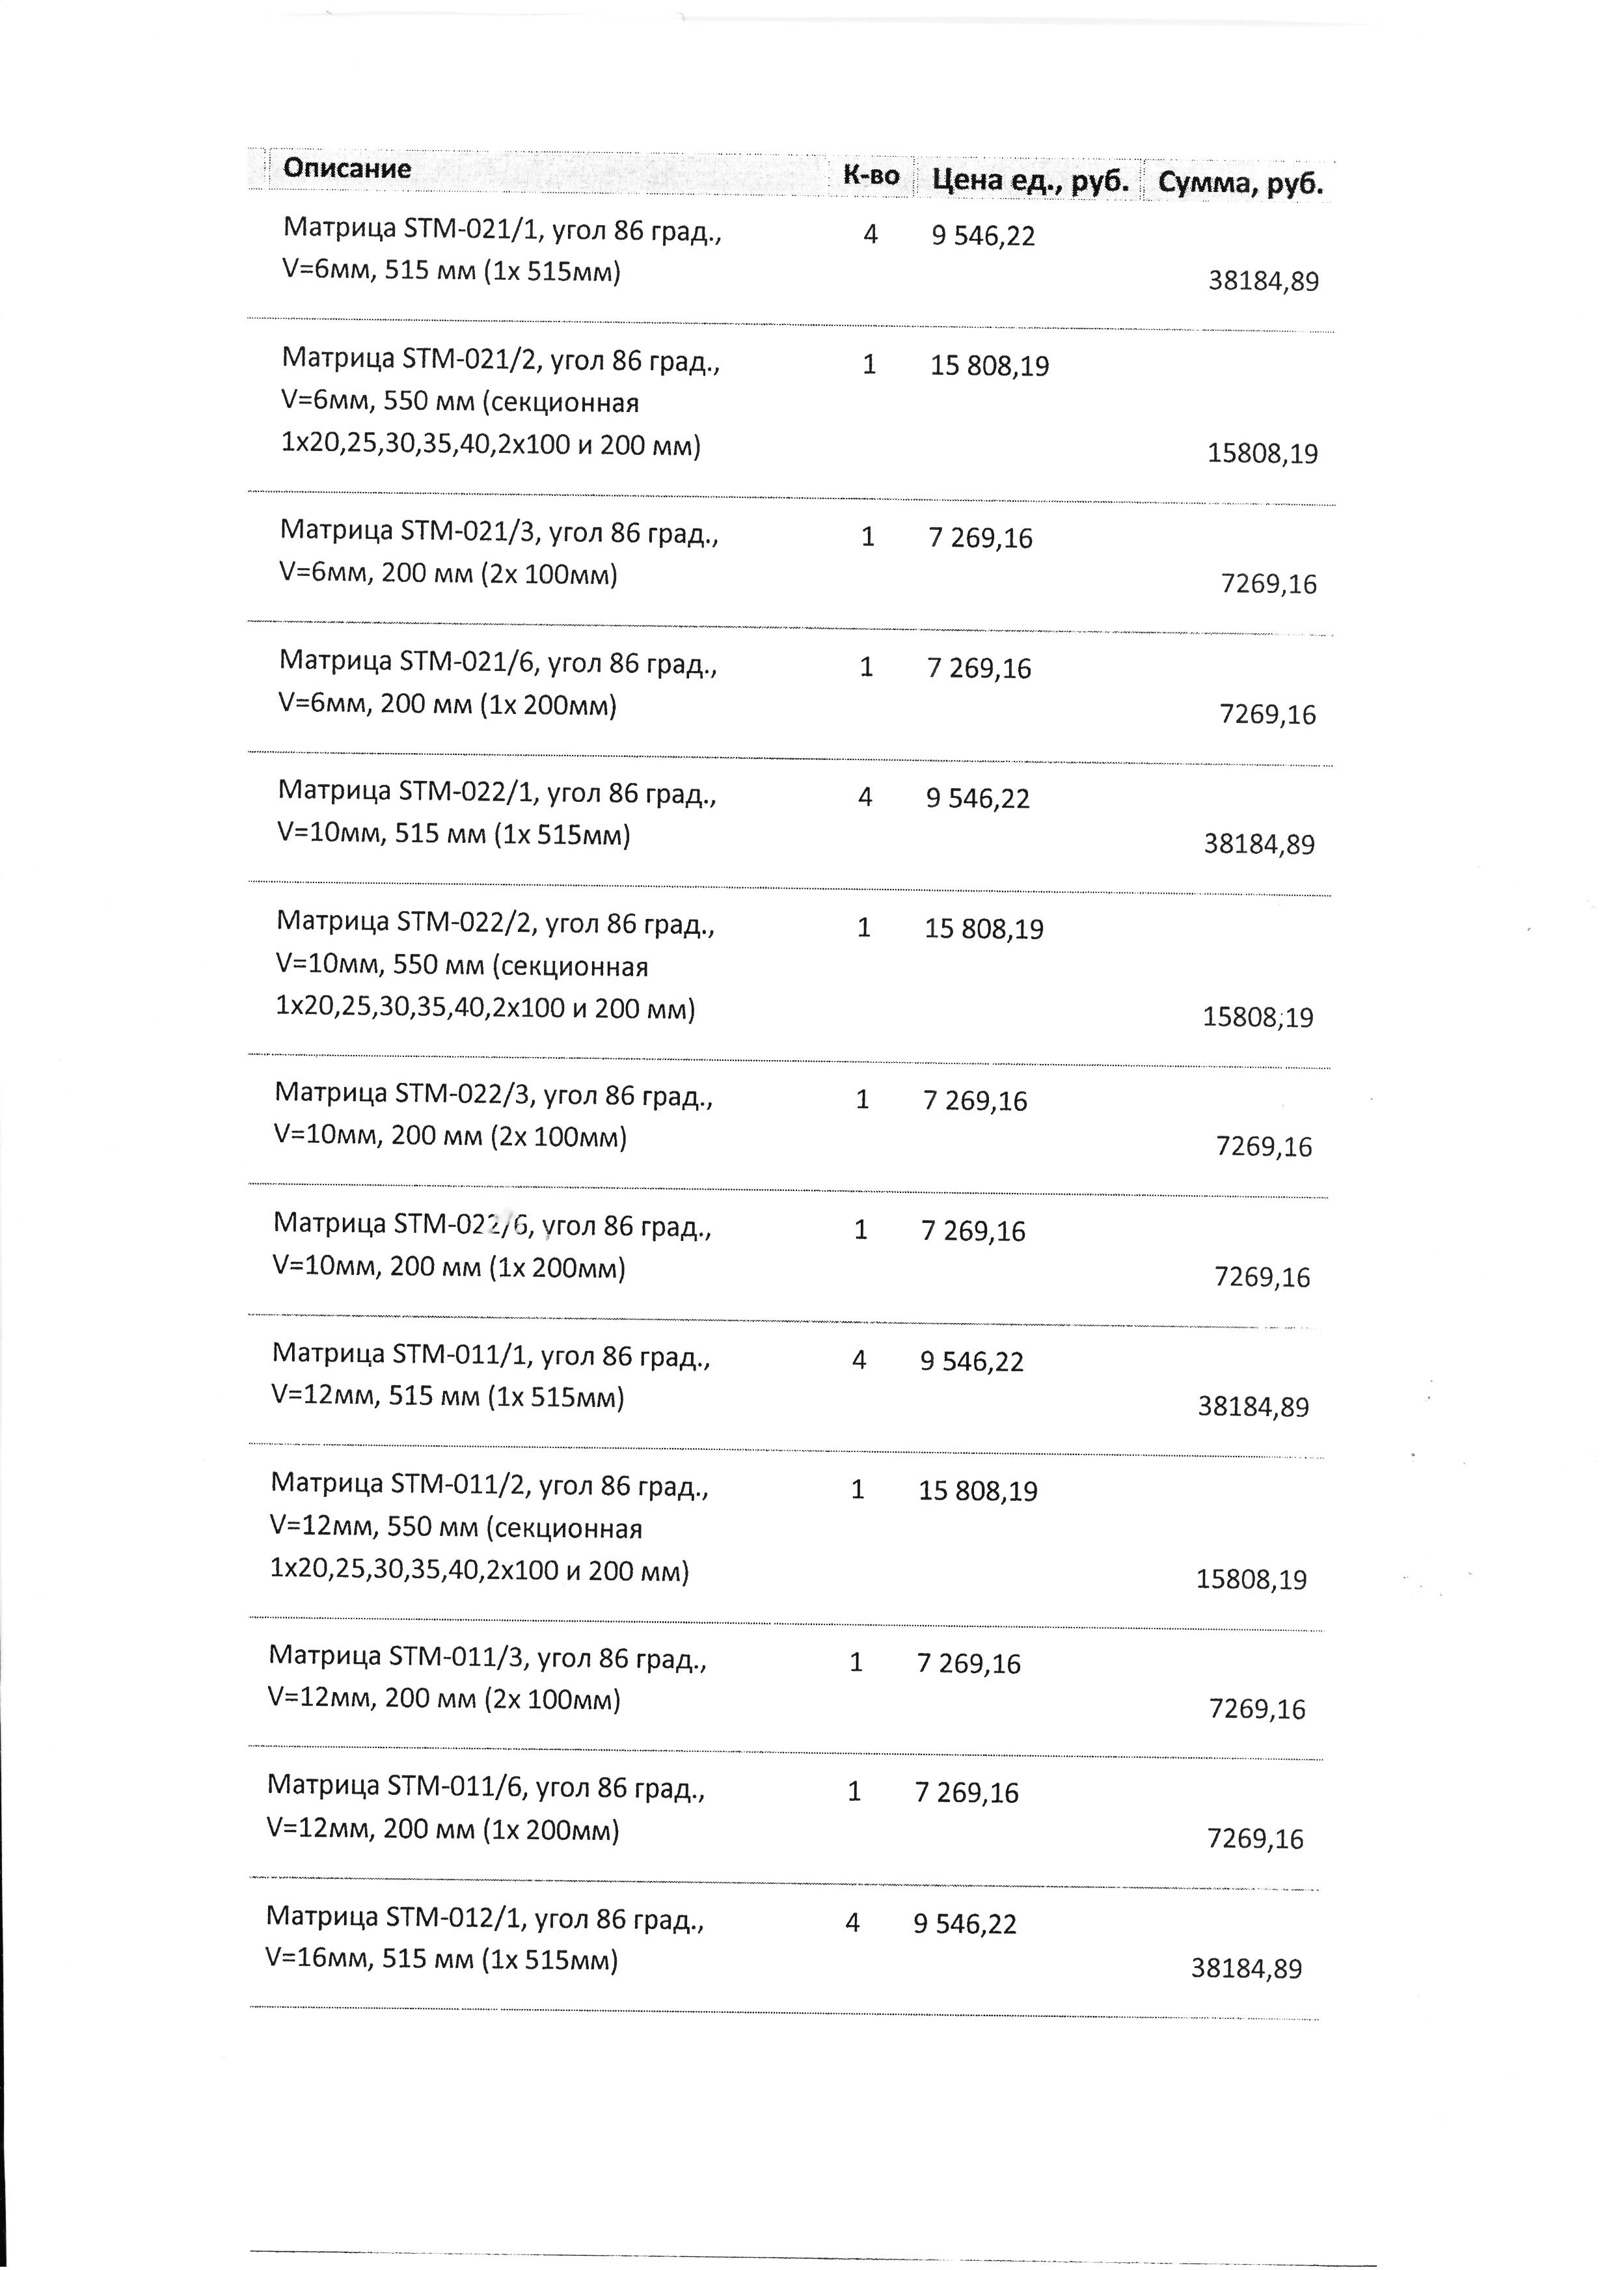 Описание К-во Цена ед., руб. Сумма, руб.
Матрица STM-021/1, угол 86 град., 4 9 546,22
V=6мм, 515 мм (1x 515мм) 38184,89
Матрица STM-021/2, угол 86 град., 1 15 808,19
V=6мм, 550 мм (секционная
1x20,25,30,35,40,2x100 и 200 мм) 15808,19
Матрица STM-021/3, угол 86 град., 1 7 269,16
V=6мм, 200 мм (2x 100мм) 7269,16
Матрица STM-021/6, угол 86 град., 1 7 269,16
V=6мм, 200 мм (1x 200мм) 7269,16
Матрица STM-022/1, угол 86 град., 4 9 546,22
V=10мм, 515 мм (1x 515мм) 38184,89
Матрица STM-022/2, угол 86 град., 1 15 808,19
V=10мм, 550 мм (секционная
1x20,25,30,35,40,2x100 и 200 мм) 15808,19
Матрица STM-022/3, угол 86 град., 1 7 269,16
V=10мм, 200 мм (2x 100мм) 7269,16
Матрица STM-022/6, угол 86 град., 1 7 269,16
V=10мм, 200 мм (1x 200мм) 7269,16
Матрица STM-011/1, угол 86 град., 4 9 546,22
V=12мм, 515 мм (1x 515мм) 38184,89
Матрица STM-011/2, угол 86 град., 1 15 808,19
V=12мм, 550 мм (секционная
1x20,25,30,35,40,2x100 и 200 мм) 15808,19
Матрица STM-011/3, угол 86 град., 1 7 269,16
V=12мм, 200 мм (2x 100мм) 7269,16
Матрица STM-011/6, угол 86 град., 1 7 269,16
V=12мм, 200 мм (1x 200мм) 7269,16
Матрица STM-012/1, угол 86 град., 4 9 546,22
V=16мм, 515 мм (1x 515мм) 38184,89